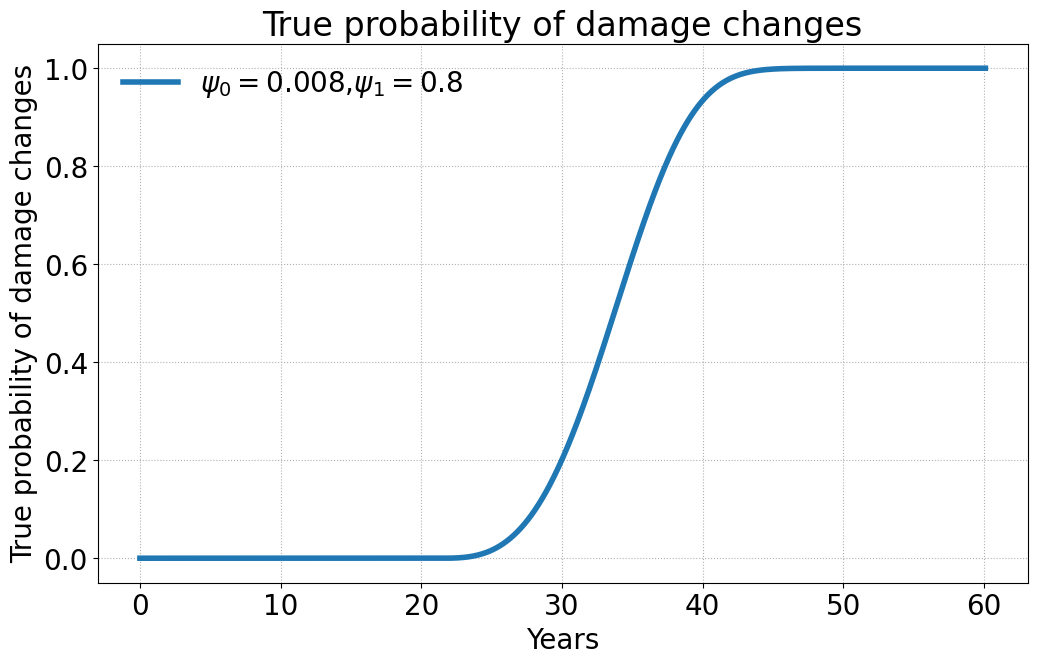 True probability of damage changes
True probability of damage changes
1.0
0.8
0.6
0.4
0.2
0.0
ψ₀ = 0.008,ψ₁ = 0.8
0 10 20 30 40 50 60
Years